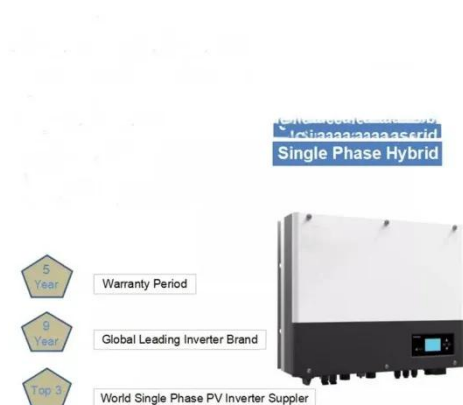 Single Phase Hybrid
5
Year
Warranty Period
9
Year
Global Leading Inverter Brand
Top 3
World Single Phase PV Inverter Suppler